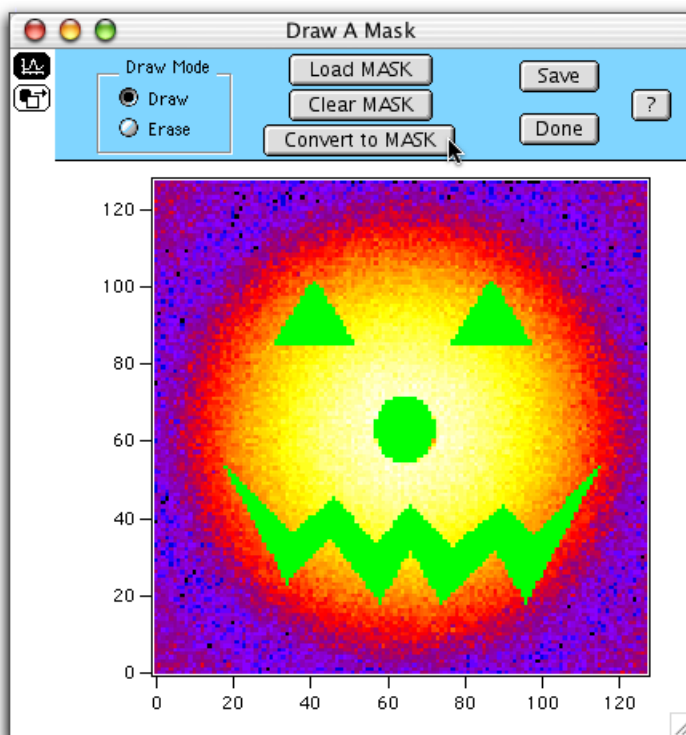 Draw A Mask
Draw Mode
Draw
Erase
Load MASK
Clear MASK
Convert to MASK
Save
Done
?
120
100
80
60
40
20
0
0 20 40 60 80 100 120